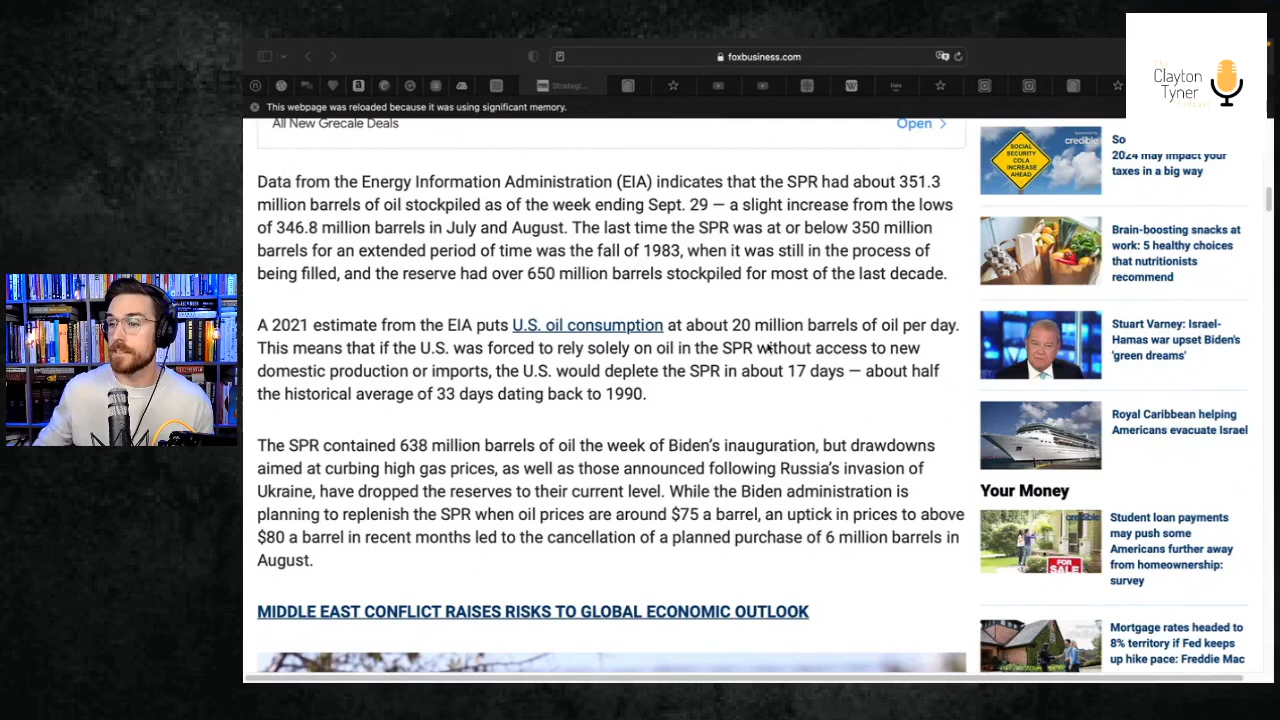 foxbusiness.com
The
Clayton
Tyner
Podcast
Strategi...
This webpage was reloaded because it was using significant memory.
All New Grecale Deals
Open
Data from the Energy Information Administration (EIA) indicates that the SPR had about 351.3
million barrels of oil stockpiled as of the week ending Sept. 29 — a slight increase from the lows
of 346.8 million barrels in July and August. The last time the SPR was at or below 350 million
barrels for an extended period of time was the fall of 1983, when it was still in the process of
being filled, and the reserve had over 650 million barrels stockpiled for most of the last decade.
A 2021 estimate from the EIA puts U.S. oil consumption at about 20 million barrels of oil per day.
This means that if the U.S. was forced to rely solely on oil in the SPR without access to new
domestic production or imports, the U.S. would deplete the SPR in about 17 days — about half
the historical average of 33 days dating back to 1990.
The SPR contained 638 million barrels of oil the week of Biden’s inauguration, but drawdowns
aimed at curbing high gas prices, as well as those announced following Russia’s invasion of
Ukraine, have dropped the reserves to their current level. While the Biden administration is
planning to replenish the SPR when oil prices are around $75 a barrel, an uptick in prices to above
$80 a barrel in recent months led to the cancellation of a planned purchase of 6 million barrels in
August.
MIDDLE EAST CONFLICT RAISES RISKS TO GLOBAL ECONOMIC OUTLOOK
credible
SOCIAL
SECURITY
COLA
INCREASE
AHEAD
So
2024 may impact your
taxes in a big way
Brain-boosting snacks at
work: 5 healthy choices
that nutritionists
recommend
Stuart Varney: Israel-
Hamas war upset Biden's
'green dreams'
Royal Caribbean helping
Americans evacuate Israel
Your Money
credible
FOR
SALE
Student loan payments
may push some
Americans further away
from homeownership:
survey
credible
Mortgage rates headed to
8% territory if Fed keeps
up hike pace: Freddie Mac